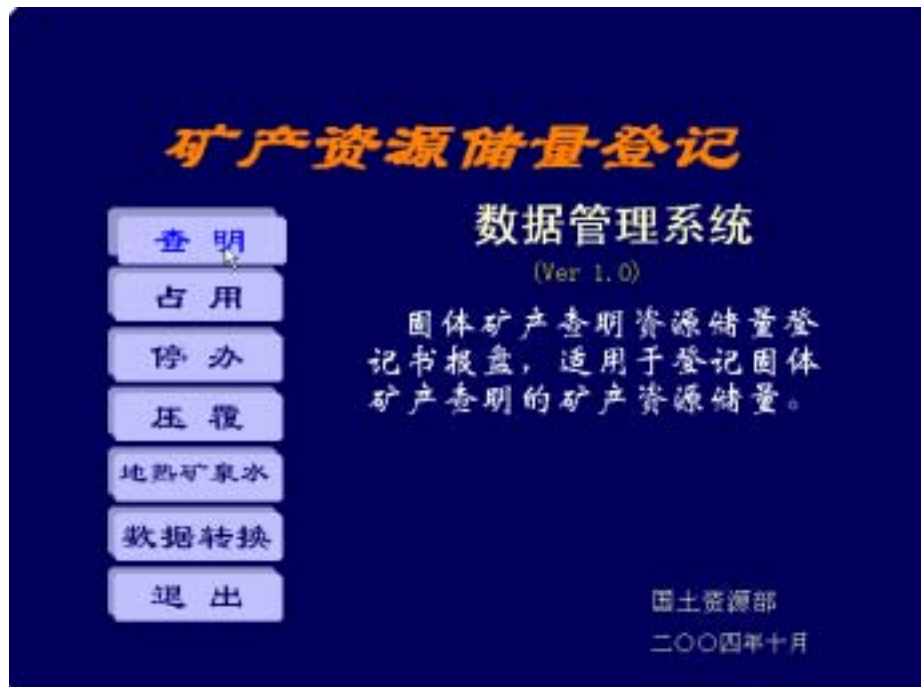 矿产资源储量登记
数据管理系统
(Ver 1.0)
查 明
占 用
停 办
压 覆
地热矿泉水
数据转换
退 出
固体矿产查明资源储量登
记书报盘，适用于登记固体
矿产查明的矿产资源储量。
国土资源部
二〇〇四年十月